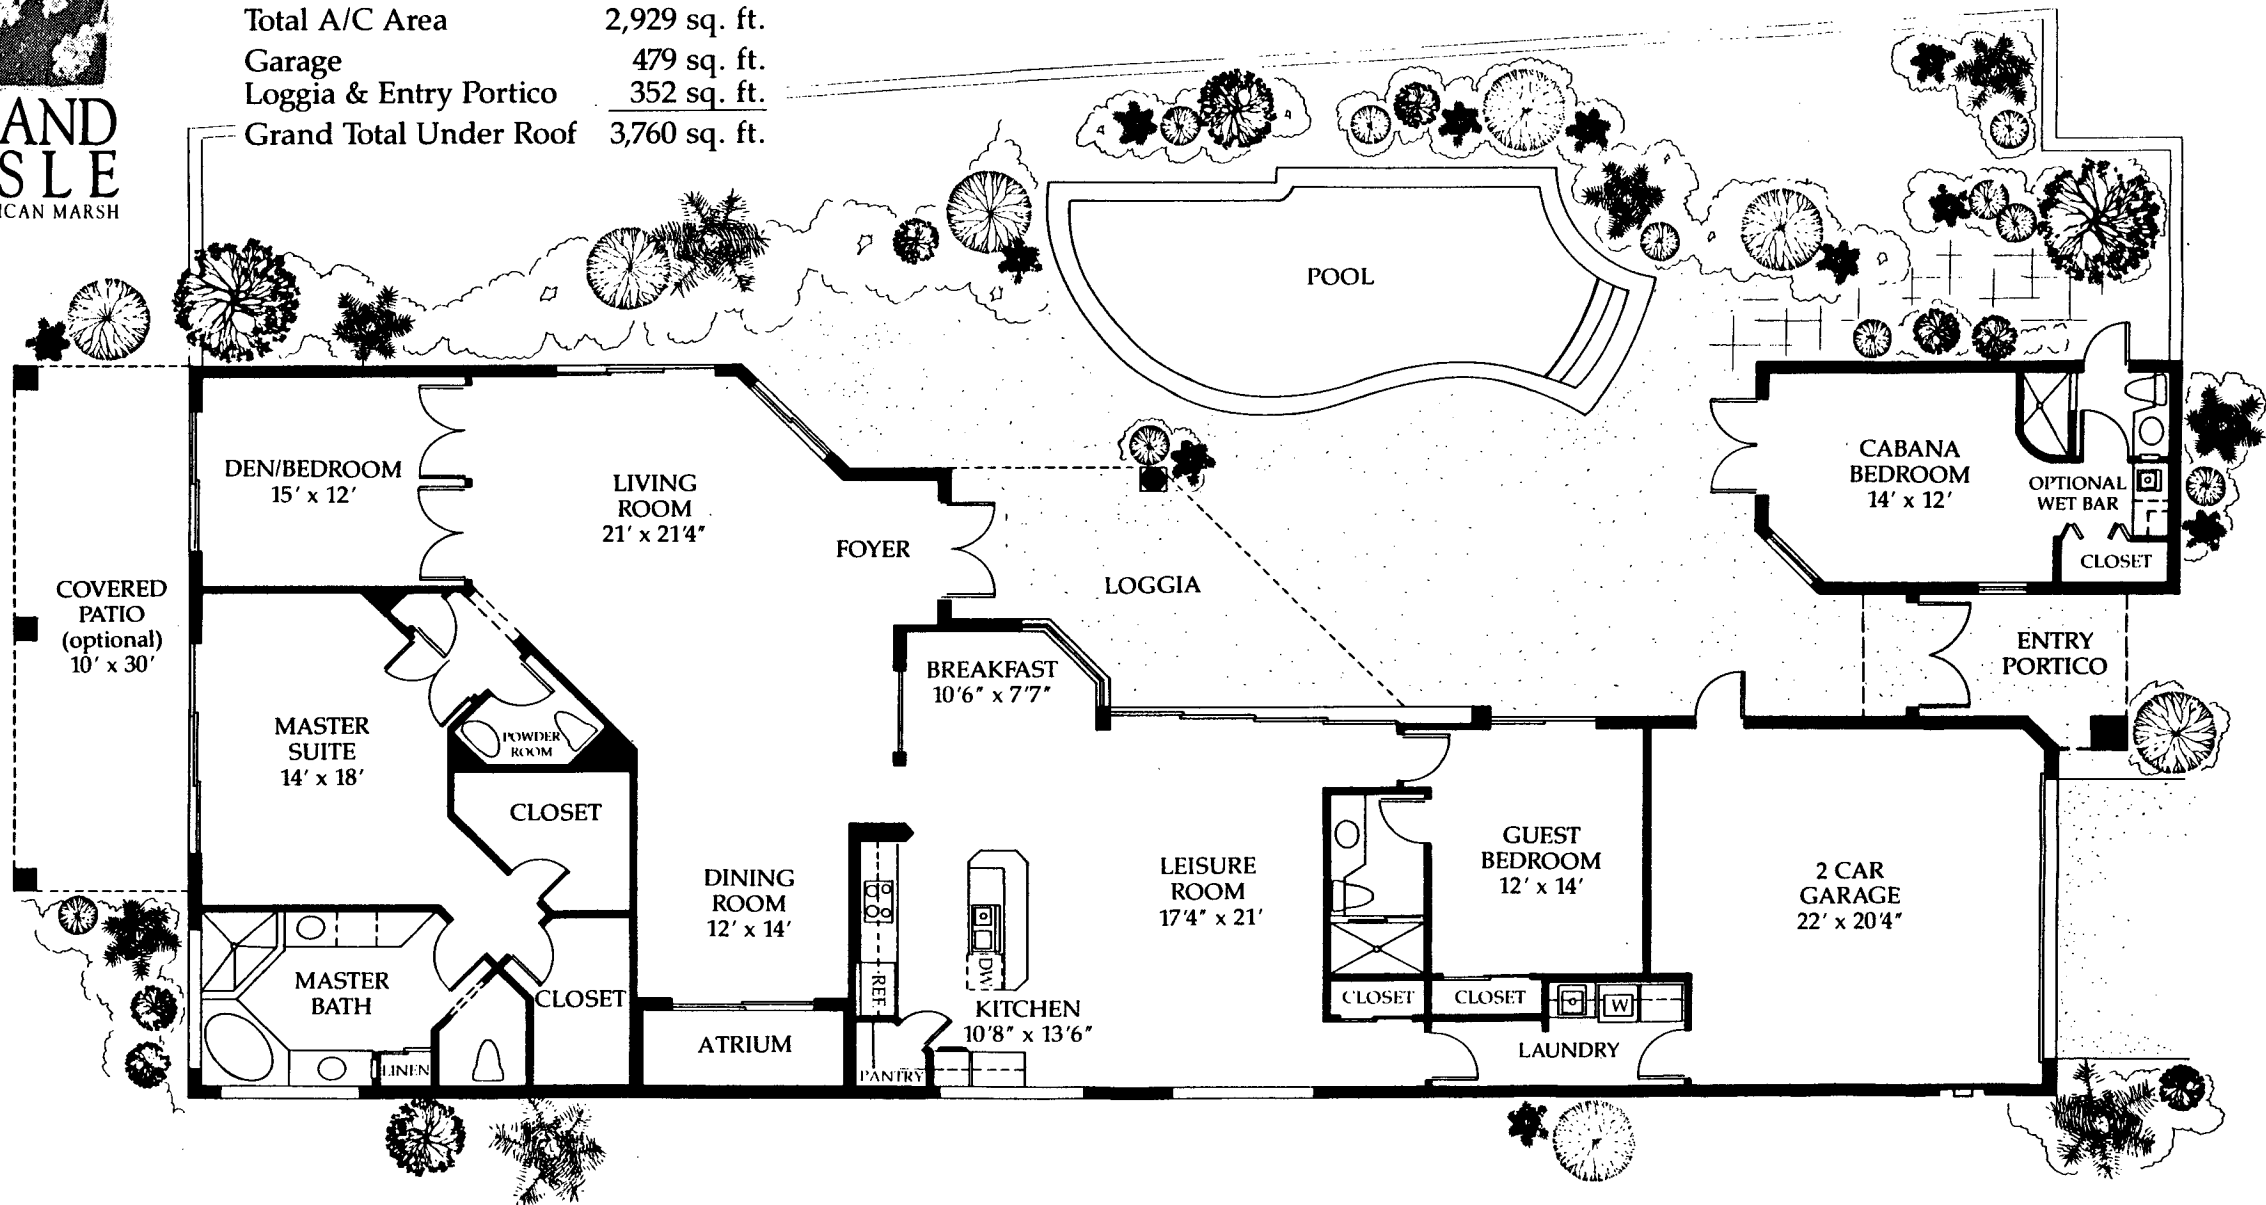 Total A/C Area 2,929 sq. ft.
Garage 479 sq. ft.
Loggia & Entry Portico 352 sq. ft.
Grand Total Under Roof 3,760 sq. ft.
AND
SLE
ICAN MARSH
POOL
DEN/BEDROOM
15' x 12'
LIVING
ROOM
21' x 21'4"
FOYER
LOGGIA
CABANA
BEDROOM
14' x 12'
OPTIONAL
WET BAR
CLOSET
COVERED
PATIO
(optional)
10' x 30'
ENTRY
PORTICO
BREAKFAST
10'6" x 7'7"
MASTER
SUITE
14' x 18'
POWDER
ROOM
CLOSET
DINING
ROOM
12' x 14'
LEISURE
ROOM
17'4" x 21'
GUEST
BEDROOM
12' x 14'
2 CAR
GARAGE
22' x 20'4"
MASTER
BATH
CLOSET
REF.
DW
KITCHEN
10'8" x 13'6"
CLOSET
CLOSET
W
ATRIUM
LAUNDRY
LINEN
PANTRY